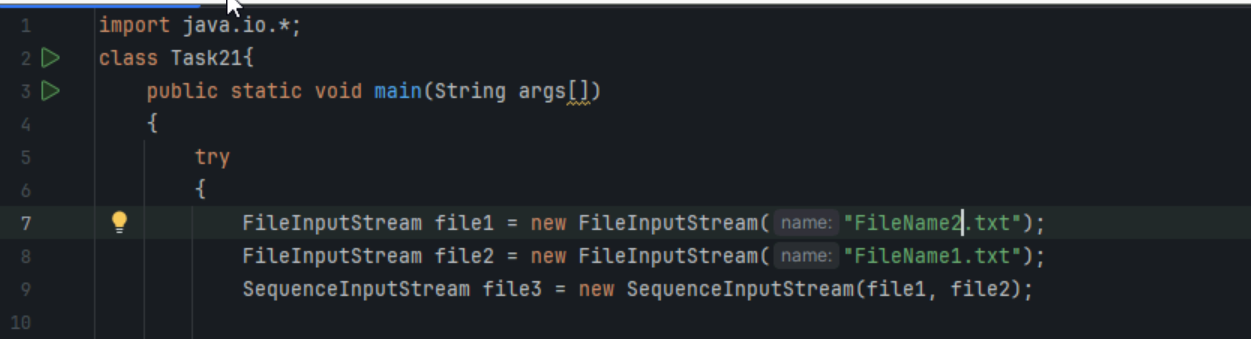 1 import java.io.*;
2 class Task21{
3 public static void main(String args[])
4 {
5 try
6 {
7 FileInputStream file1 = new FileInputStream( name: "FileName2.txt");
8 FileInputStream file2 = new FileInputStream( name: "FileName1.txt");
9 SequenceInputStream file3 = new SequenceInputStream(file1, file2);
10